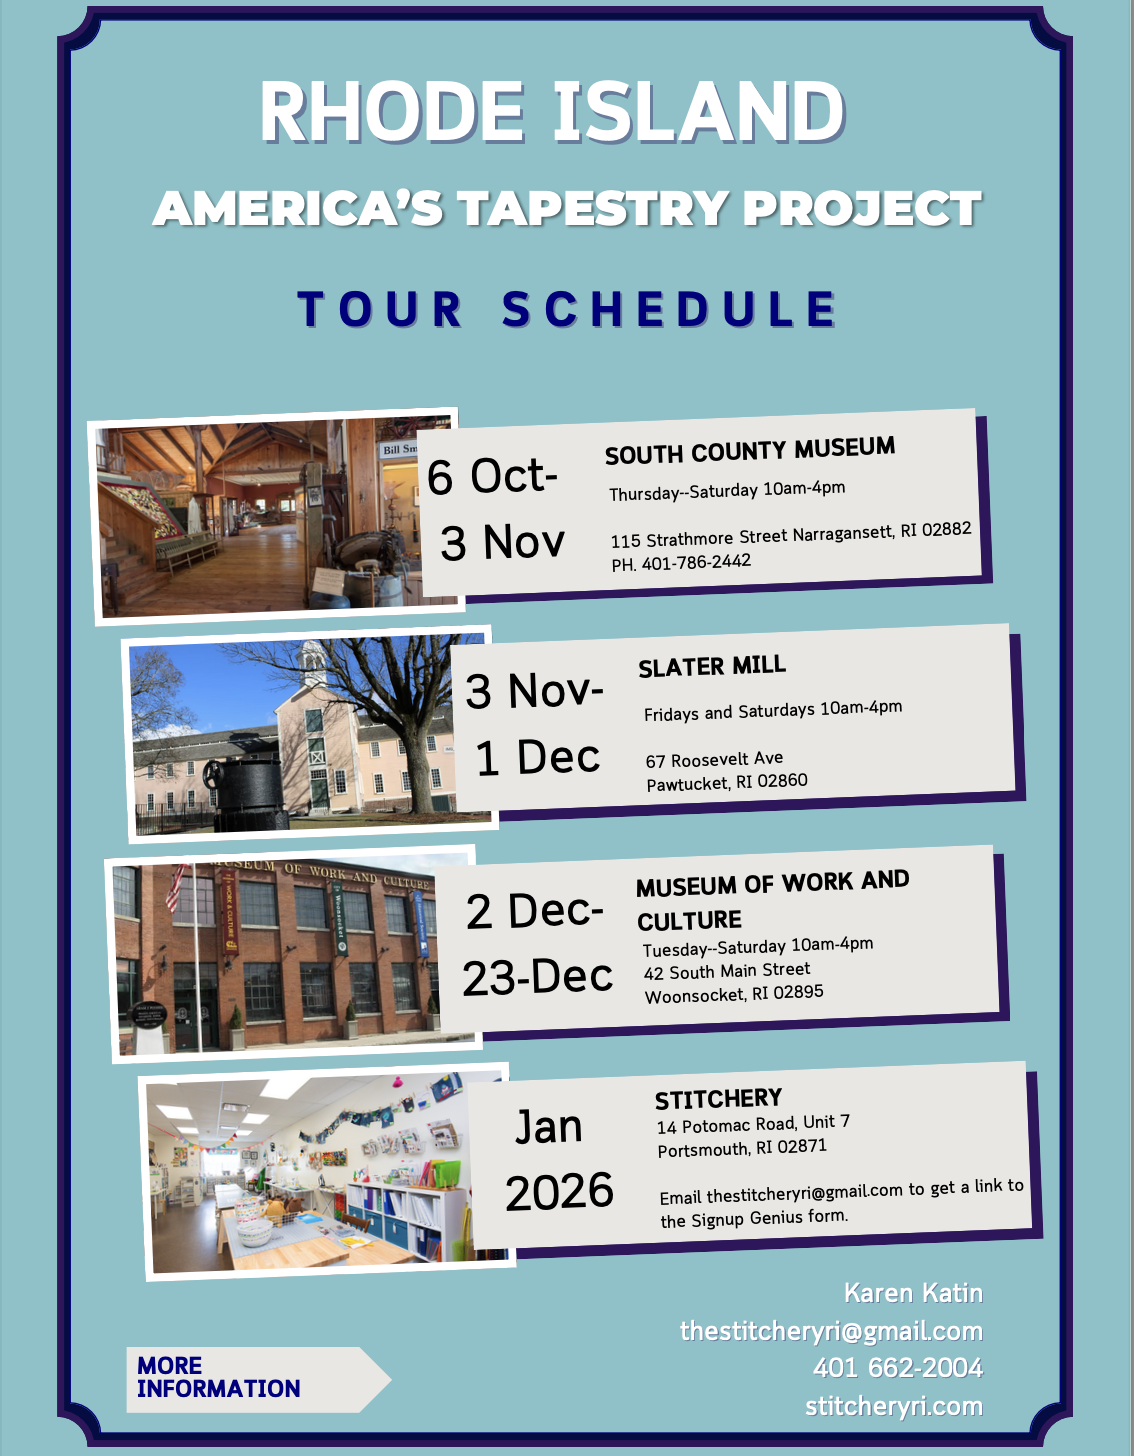 RHODE ISLAND
AMERICA'S TAPESTRY PROJECT
TOUR SCHEDULE
Bill Sm
6 Oct-
3 Nov
SOUTH COUNTY MUSEUM
Thursday--Saturday 10am-4pm
115 Strathmore Street Narragansett, RI 02882
PH. 401-786-2442
3 Nov-
1 Dec
SLATER MILL
Fridays and Saturdays 10am-4pm
67 Roosevelt Ave
Pawtucket, RI 02860
MUSEUM OF WORK AND CULTURE
WORK & CULTURE
Woonsocket
2 Dec-
23-Dec
MUSEUM OF WORK AND
CULTURE
Tuesday--Saturday 10am-4pm
42 South Main Street
Woonsocket, RI 02895
Jan
2026
STITCHERY
14 Potomac Road, Unit 7
Portsmouth, RI 02871
Email thestitcheryri@gmail.com to get a link to
the Signup Genius form.
Karen Katin
thestitcheryri@gmail.com
401 662-2004
stitcheryri.com
MORE
INFORMATION